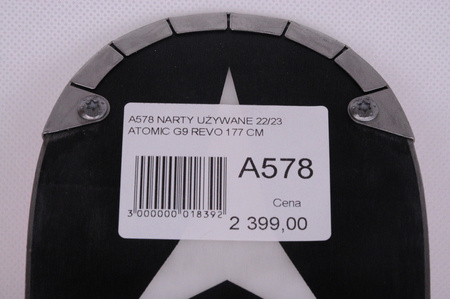 A578 NARTY UŻYWANE 22/23
ATOMIC G9 REVO 177 CM
A578
3 000000 018392
Cena
2 399,00